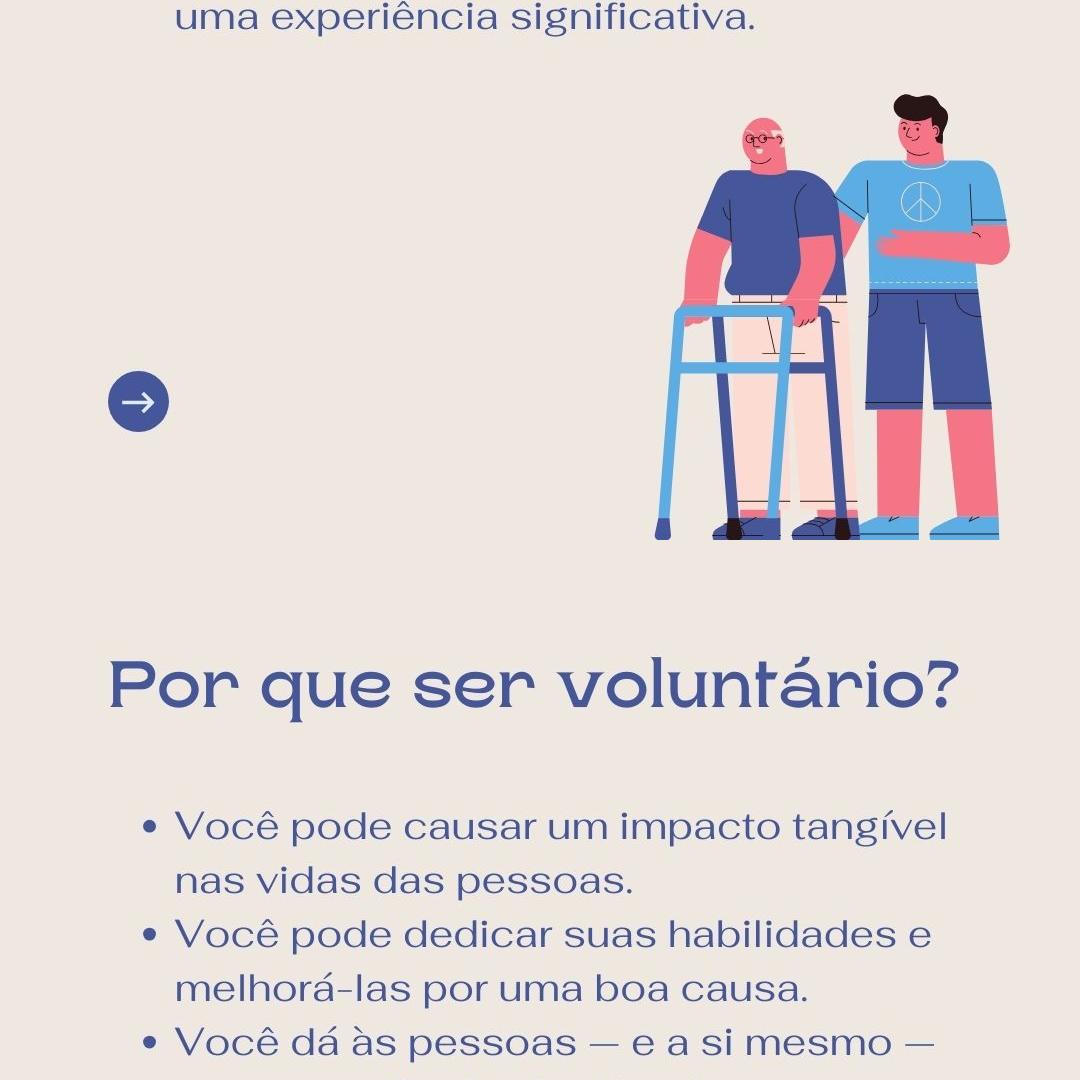 uma experiência significativa.
Por que ser voluntário?
• Você pode causar um impacto tangível
nas vidas das pessoas.
• Você pode dedicar suas habilidades e
melhorá-las por uma boa causa.
• Você dá às pessoas — e a si mesmo —